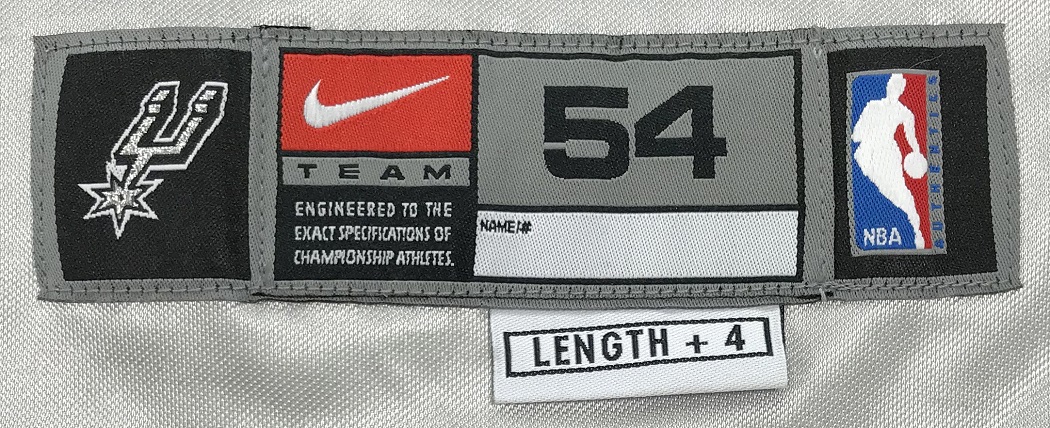 TEAM
ENGINEERED TO THE
EXACT SPECIFICATIONS OF
CHAMPIONSHIP ATHLETES.
54
NAME/#
NBA
AUTHENTICS
LENGTH + 4